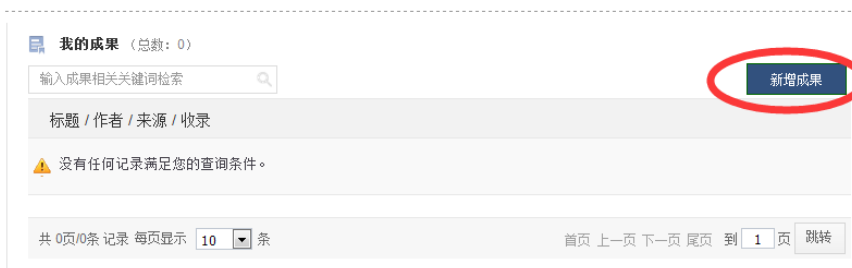 我的成果 (总数: 0)
输入成果相关关键词检索
新增成果
标题 / 作者 / 来源 / 收录
没有任何记录满足您的查询条件。
共 0页/0条 记录 每页显示 10 条 首页 上一页 下一页 尾页 到 1 页 跳转